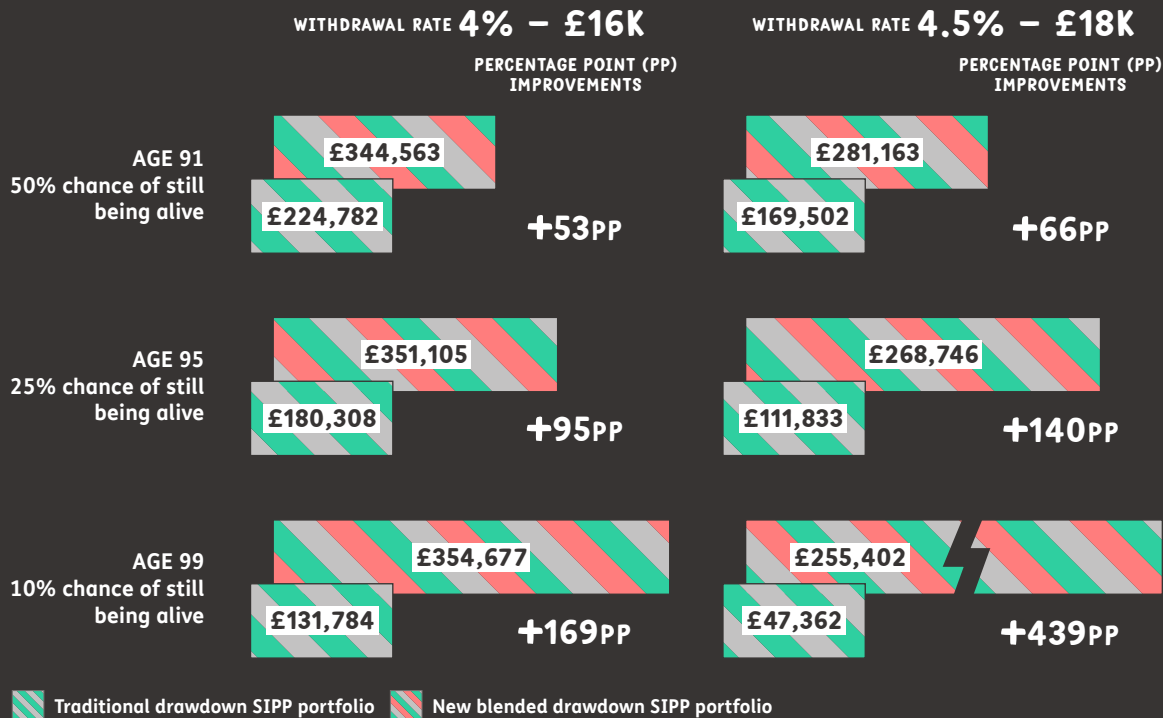 WITHDRAWAL RATE 4% – £16K
PERCENTAGE POINT (PP)
IMPROVEMENTS
WITHDRAWAL RATE 4.5% – £18K
PERCENTAGE POINT (PP)
IMPROVEMENTS
AGE 91
50% chance of still
being alive
£344,563
£224,782
+53PP
£281,163
£169,502
+66PP
AGE 95
25% chance of still
being alive
£351,105
£180,308
+95PP
£268,746
£111,833
+140PP
AGE 99
10% chance of still
being alive
£354,677
£131,784
+169PP
£255,402
£47,362
+439PP
Traditional drawdown SIPP portfolio
New blended drawdown SIPP portfolio